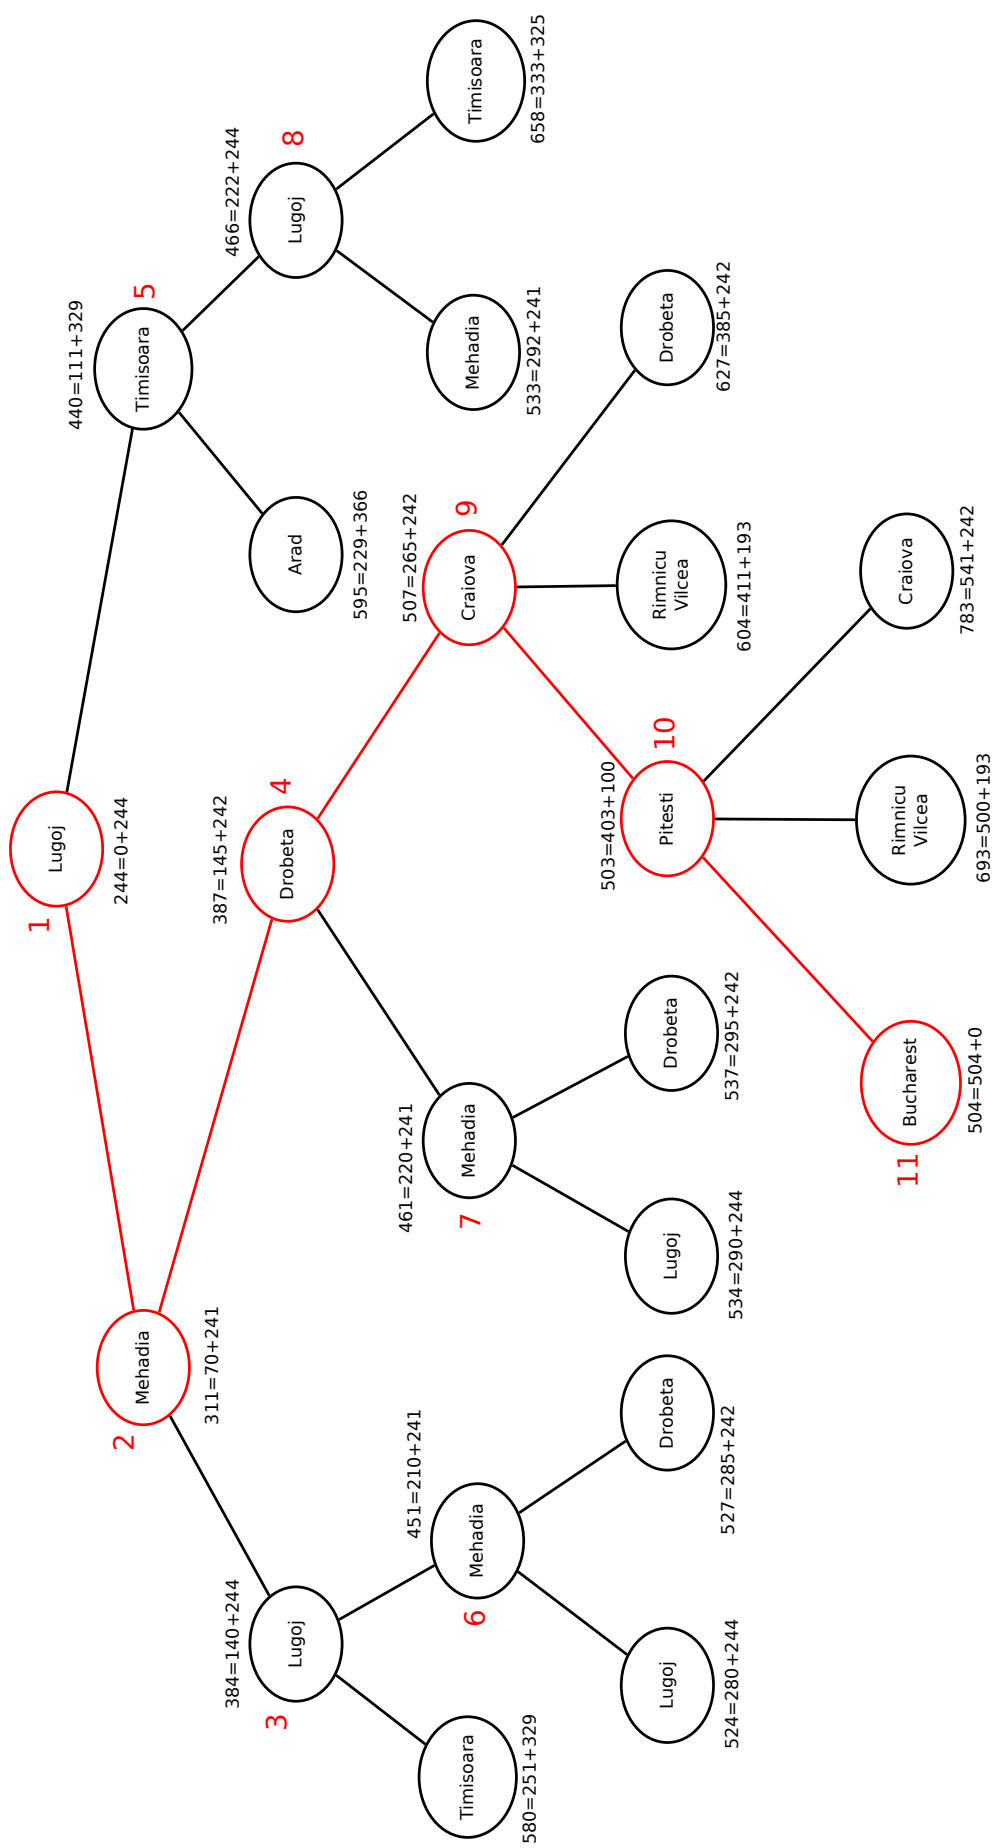 1
Lugoj
244=0+244
2
Mehadia
311=70+241
440=111+329
Timisoara
5
384=140+244
Lugoj
3
387=145+242
Drobeta
4
Arad
595=229+366
466=222+244
Lugoj
8
Timisoara
580=251+329
451=210+241
Mehadia
6
461=220+241
Mehadia
7
507=265+242
Craiova
9
Mehadia
533=292+241
Timisoara
658=333+325
Lugoj
524=280+244
Drobeta
527=285+242
Lugoj
534=290+244
Drobeta
537=295+242
503=403+100
Pitesti
10
Rimnicu
Vilcea
604=411+193
Drobeta
627=385+242
11
Bucharest
504=504+0
Rimnicu
Vilcea
693=500+193
Craiova
783=541+242